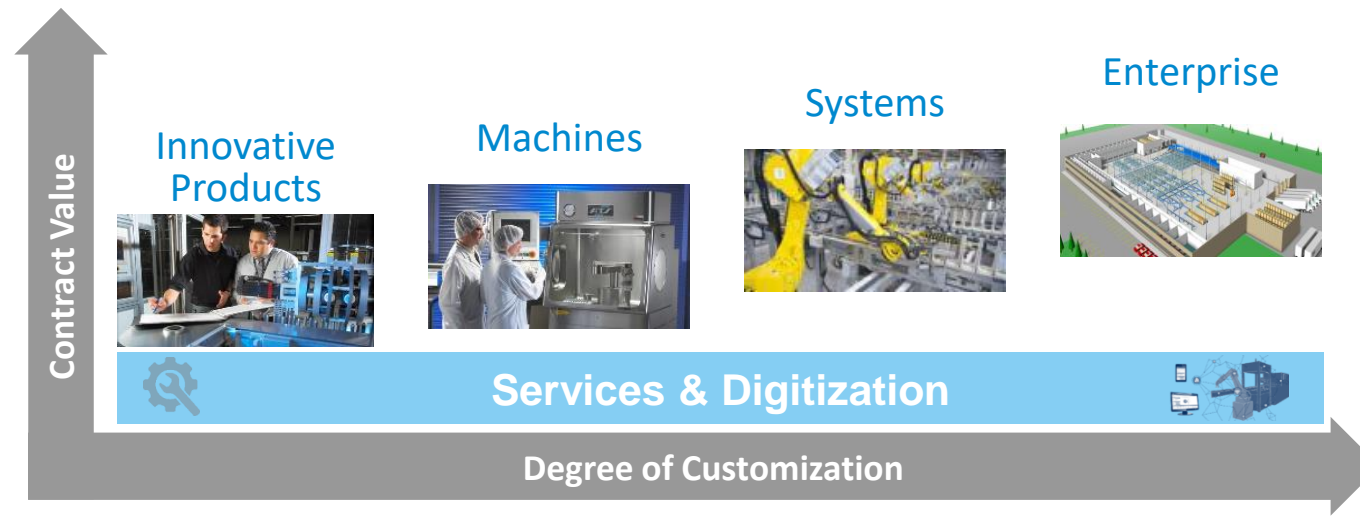 Contract Value
Innovative
Products
Machines
Systems
Enterprise
Services & Digitization
Degree of Customization